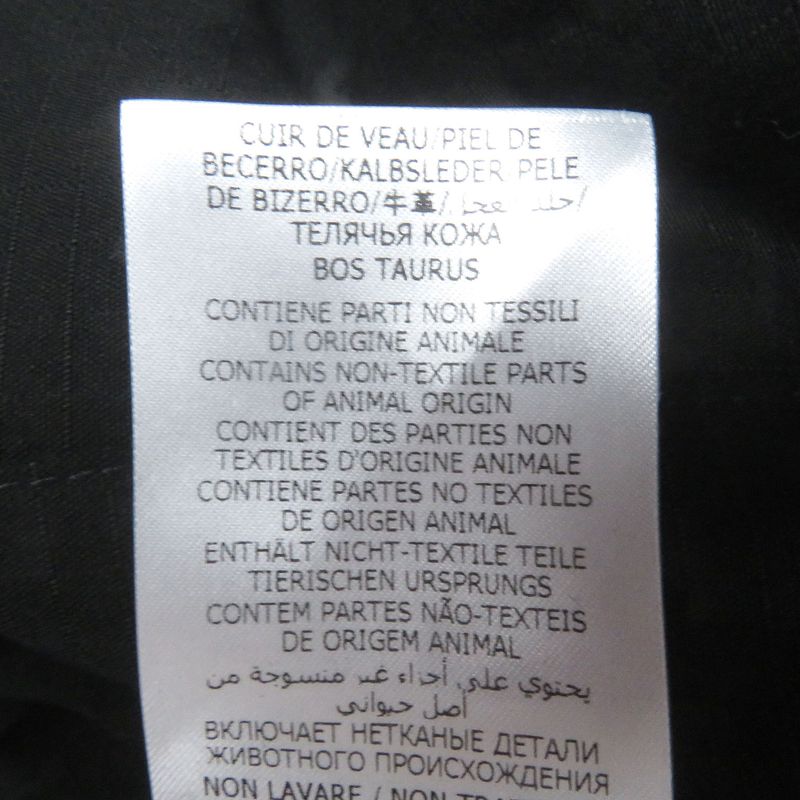 CUIR DE VEAU/PIEL DE
BECERRO/KALBSLEDER PELE
DE BIZERRO/牛革/جلد العجل/
ТЕЛЯЧЬЯ КОЖА
BOS TAURUS
CONTIENE PARTI NON TESSILI
DI ORIGINE ANIMALE
CONTAINS NON-TEXTILE PARTS
OF ANIMAL ORIGIN
CONTIENT DES PARTIES NON
TEXTILES D'ORIGINE ANIMALE
CONTIENE PARTES NO TEXTILES
DE ORIGEN ANIMAL
ENTHÄLT NICHT-TEXTILE TEILE
TIERISCHEN URSPRUNGS
CONTEM PARTES NÃO-TEXTEIS
DE ORIGEM ANIMAL
يحتوي على أجزاء غير منسوجة من
أصل حيواني
ВКЛЮЧАЕТ НЕТКАНЫЕ ДЕТАЛИ
ЖИВОТНОГО ПРОИСХОЖДЕНИЯ
NON LAVARE / NON